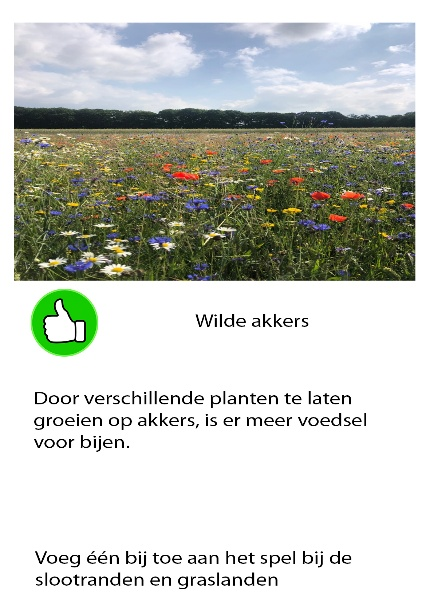 Wilde akkers
Door verschillende planten te laten
groeien op akkers, is er meer voedsel
voor bijen.
Voeg één bij toe aan het spel bij de
slootranden en graslanden